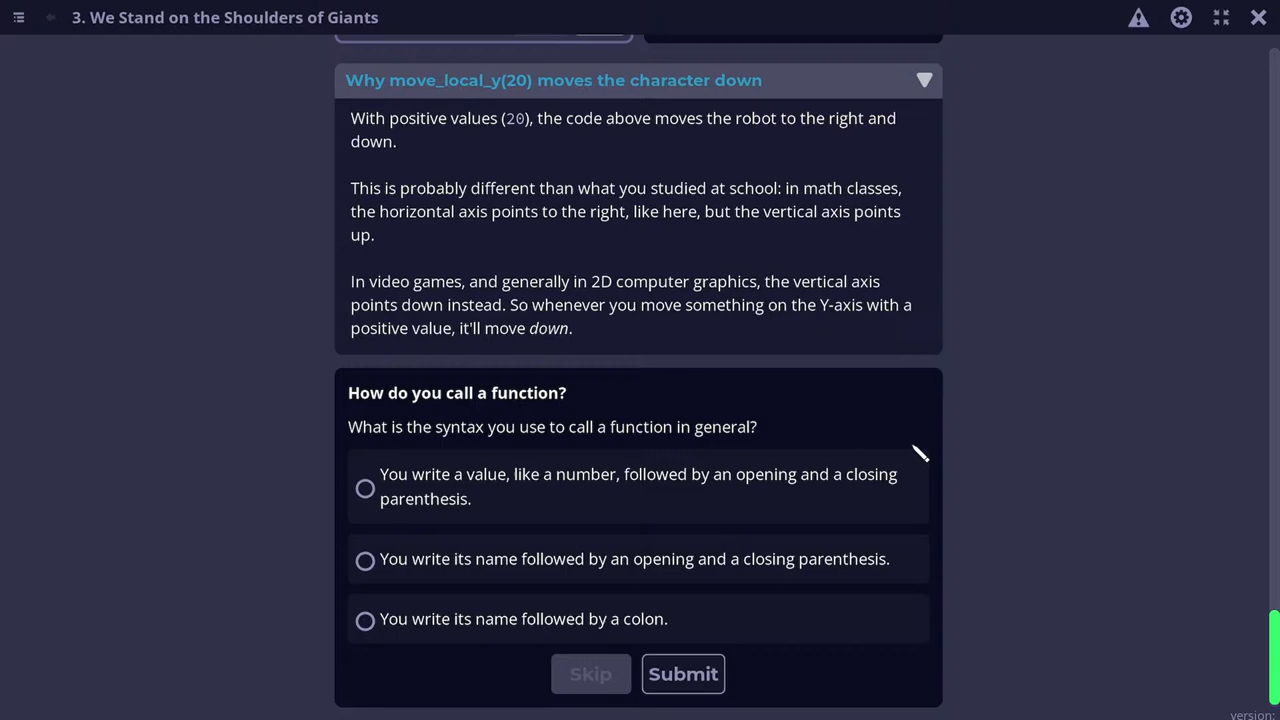 3. We Stand on the Shoulders of Giants
Why move_local_y(20) moves the character down
With positive values (20), the code above moves the robot to the right and
down.
This is probably different than what you studied at school: in math classes,
the horizontal axis points to the right, like here, but the vertical axis points
up.
In video games, and generally in 2D computer graphics, the vertical axis
points down instead. So whenever you move something on the Y-axis with a
positive value, it'll move down.
How do you call a function?
What is the syntax you use to call a function in general?
You write a value, like a number, followed by an opening and a closing
parenthesis.
You write its name followed by an opening and a closing parenthesis.
You write its name followed by a colon.
Skip
Submit
version: